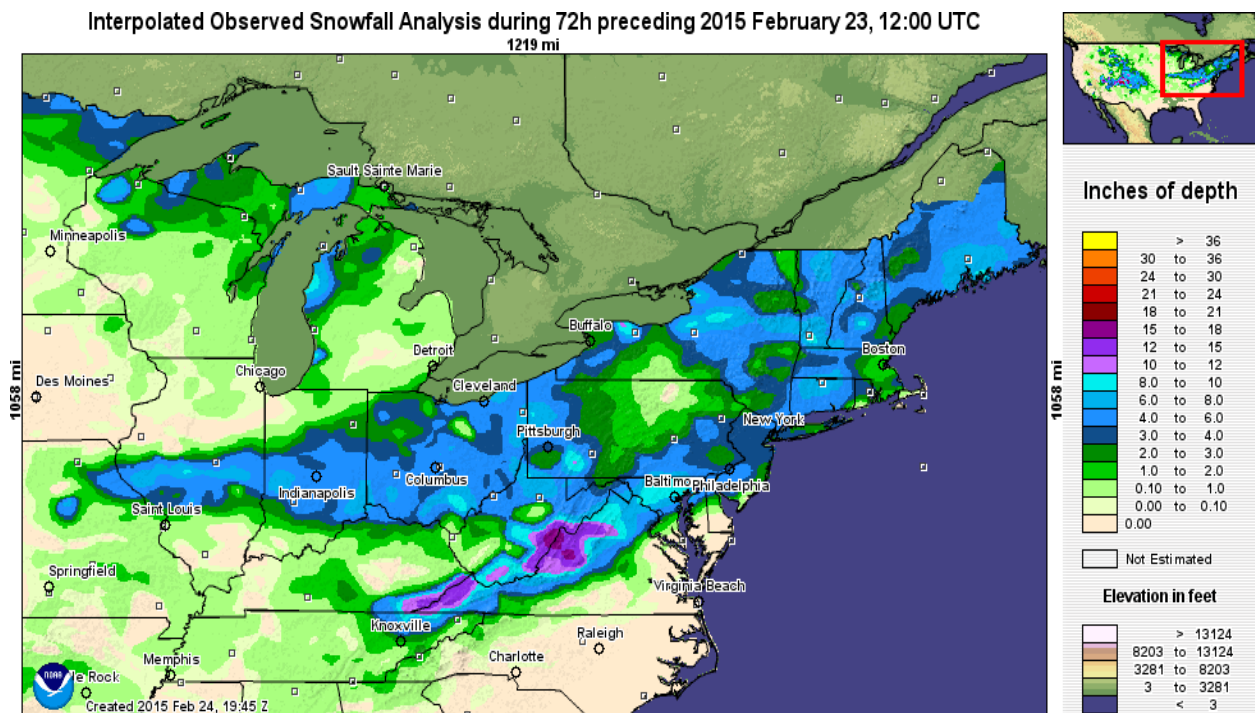 Interpolated Observed Snowfall Analysis during 72h preceding 2015 February 23, 12:00 UTC
1219 mi
1058 mi
1058 mi
Sault Sainte Marie
Minneapolis
Buffalo
Boston
Detroit
Chicago
Des Moines
Cleveland
New York
Pittsburgh
Columbus
Baltimo
Philadelphia
Indianapolis
Saint Louis
Springfield
Virginia Beach
Knoxville
Raleigh
Memphis
Charlotte
le Rock
NOAA
Created 2015 Feb 24, 19:45 Z
Inches of depth
> 36
30 to 36
24 to 30
21 to 24
18 to 21
15 to 18
12 to 15
10 to 12
8.0 to 10
6.0 to 8.0
4.0 to 6.0
3.0 to 4.0
2.0 to 3.0
1.0 to 2.0
0.10 to 1.0
0.00 to 0.10
0.00
Not Estimated
Elevation in feet
> 13124
8203 to 13124
3281 to 8203
3 to 3281
< 3